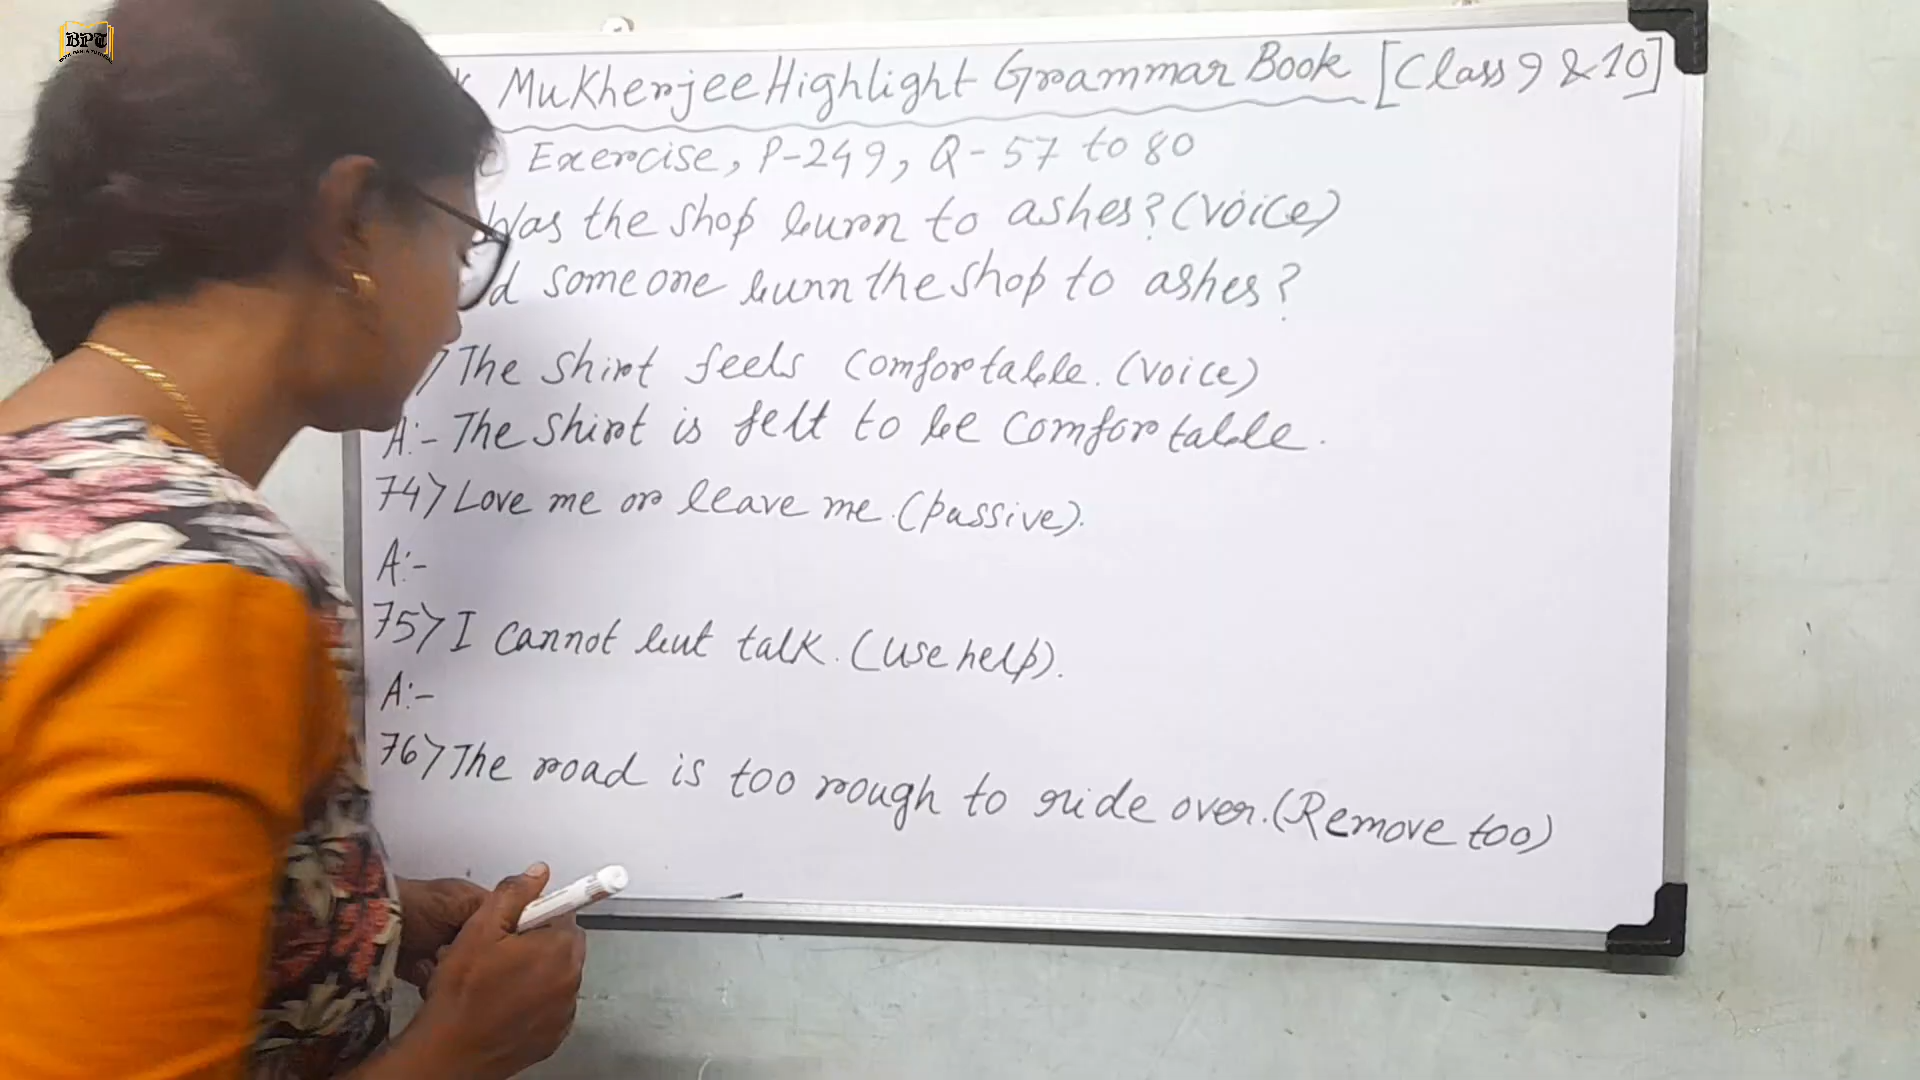 BPT
Mukherjee Highlight Grammar Book [Class 9 & 10]
Exercise, P-249, Q-57 to 80
Was the shop burn to ashes? (voice)
someone burn the shop to ashes?
The shirt feels comfortable. (voice)
A:- The shirt is felt to be comfortable.
74> Love me or leave me. (passive).
A:-
75> I cannot but talk. (use help).
A:-
76> The road is too rough to ride over. (Remove too)